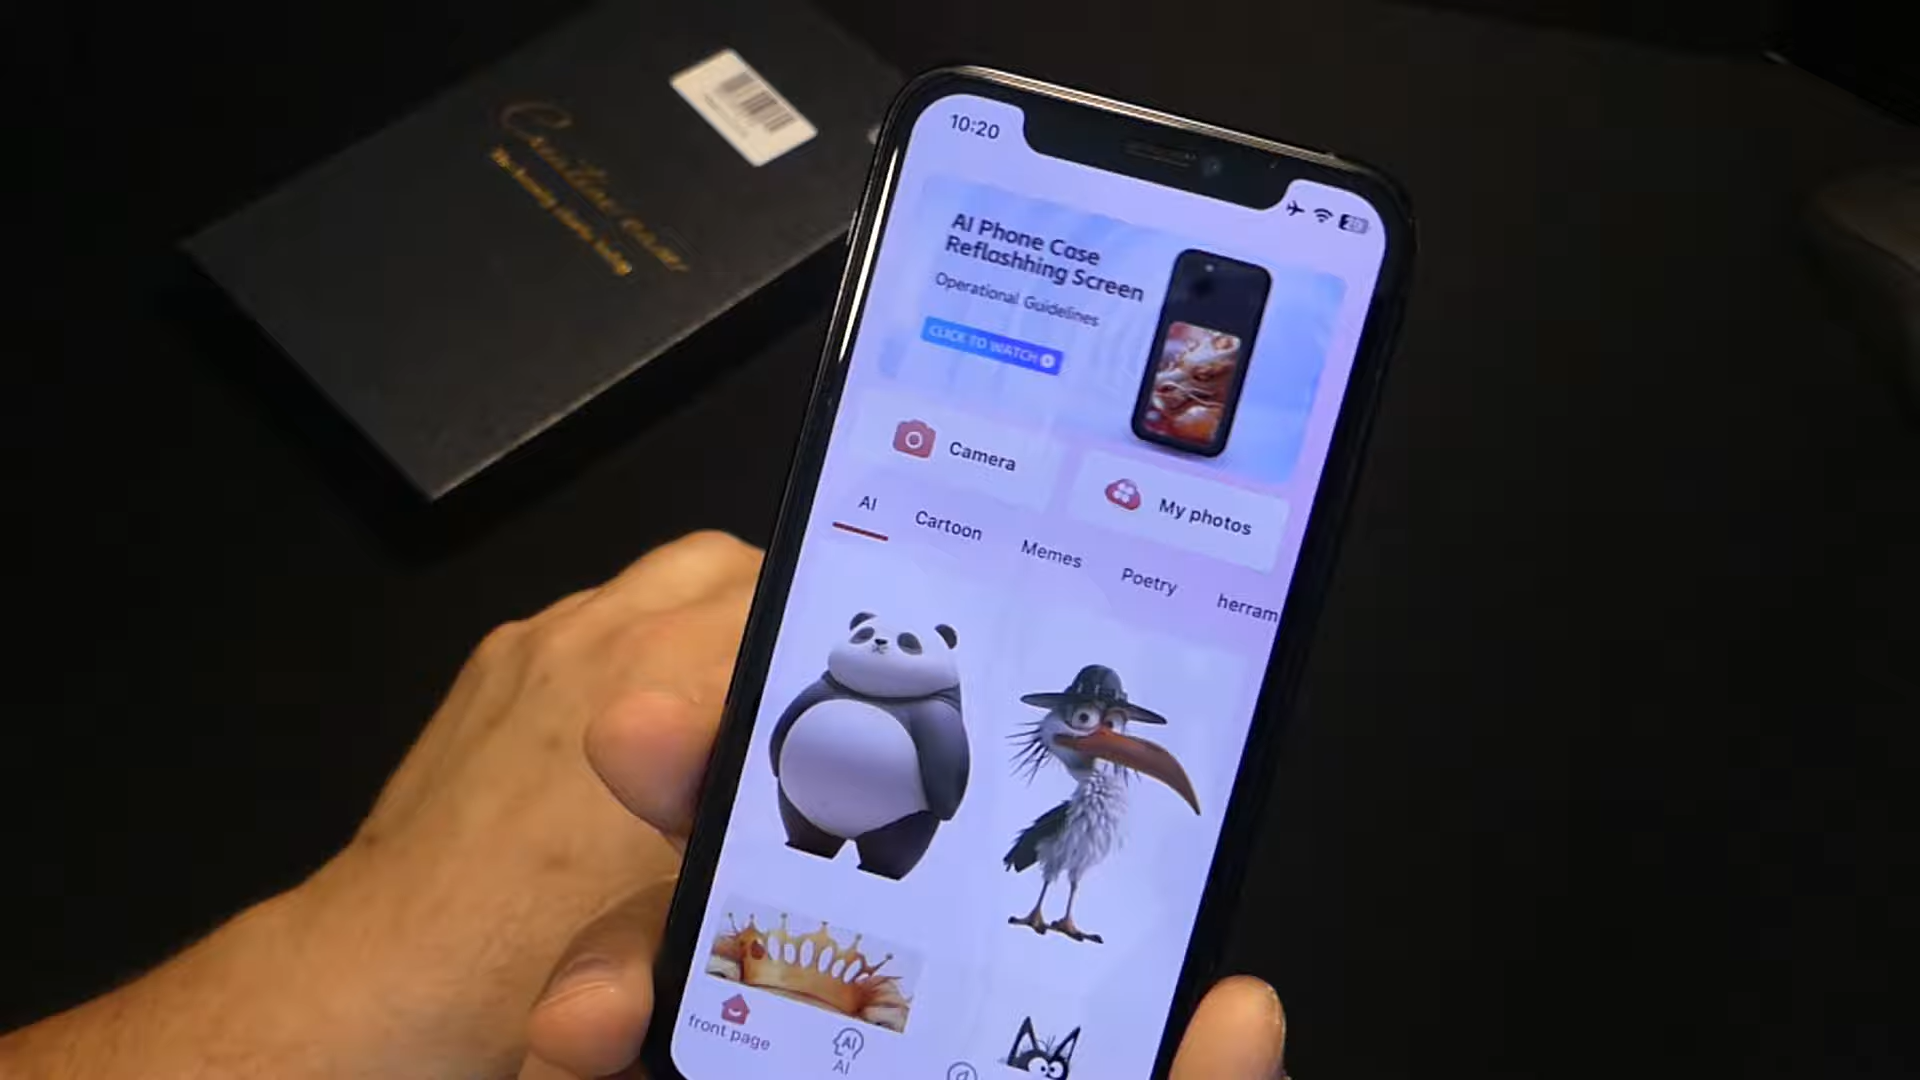 10:20
AI Phone Case
Reflashhing Screen
Operational Guidelines
CLICK TO WATCH
Camera
My photos
AI
Cartoon
Memes
Poetry
herram
front page
AI
AI